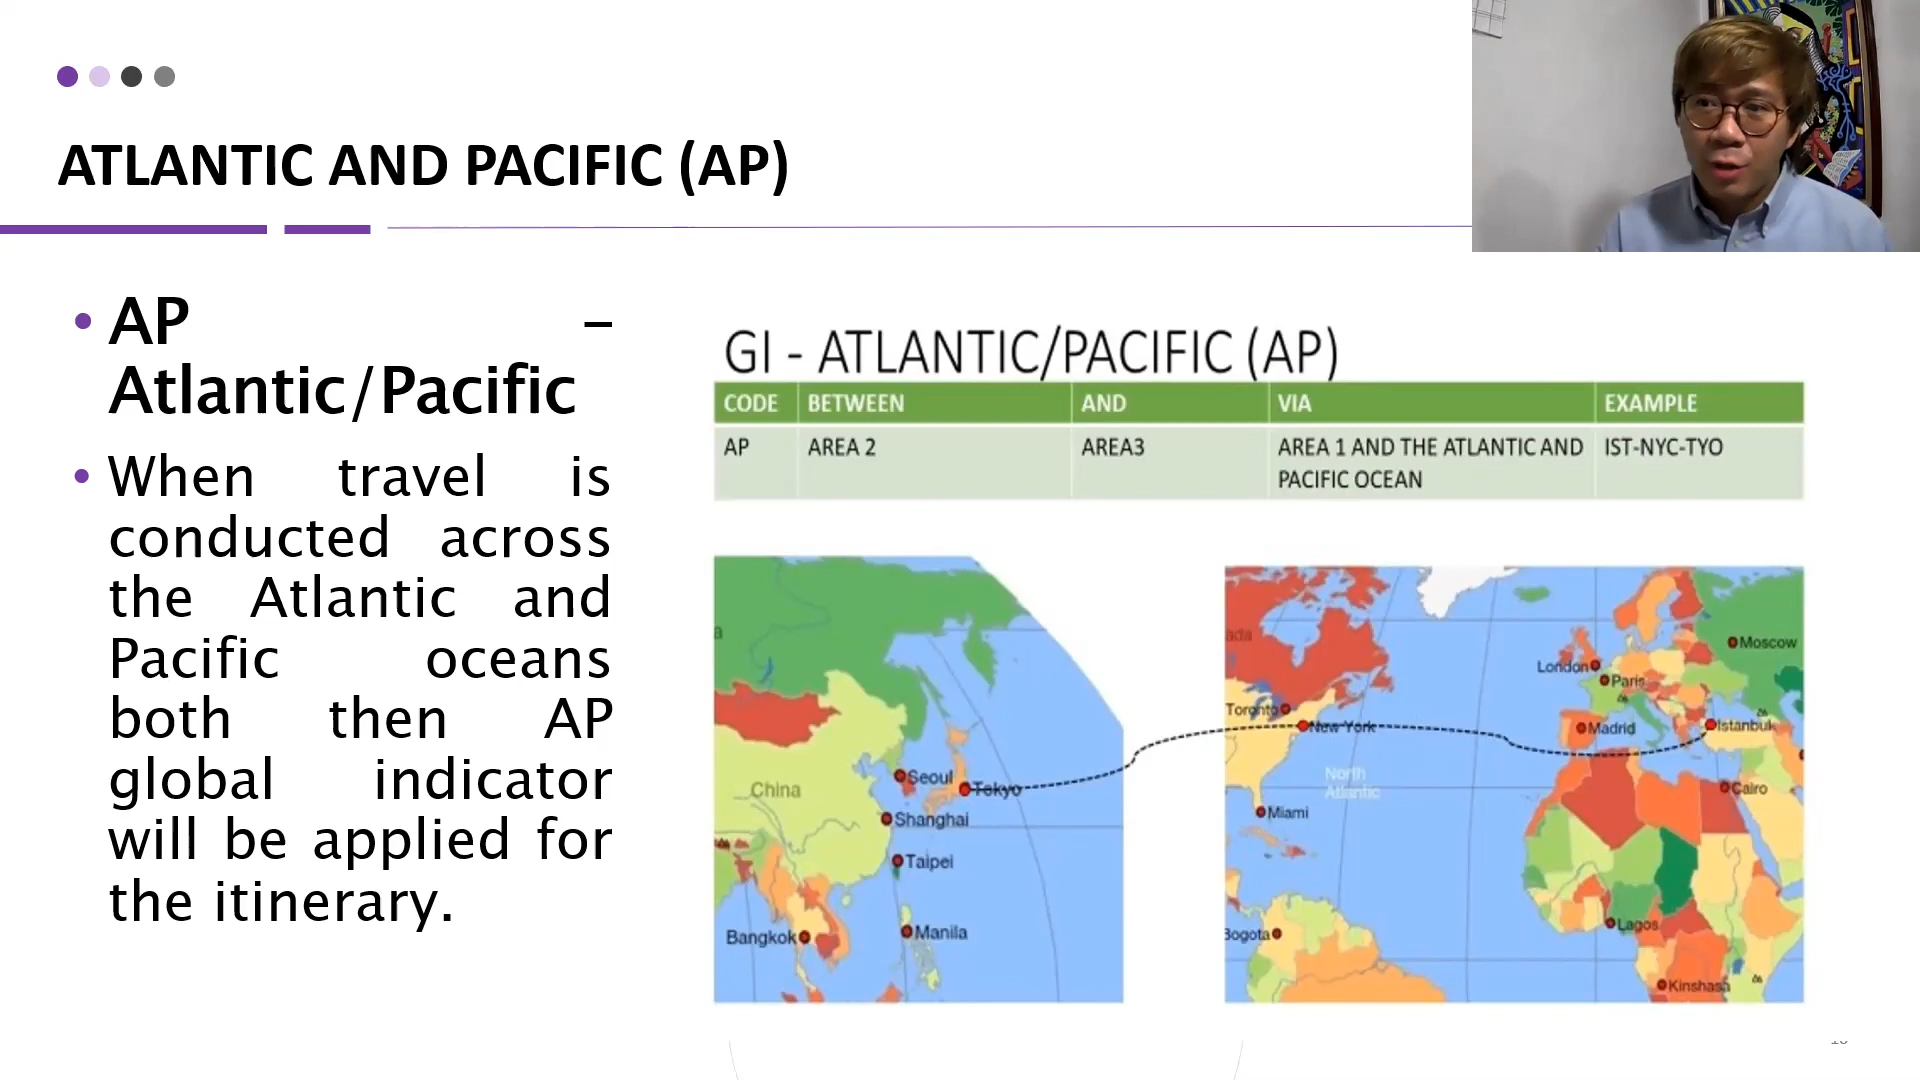 ATLANTIC AND PACIFIC (AP)
• AP –
Atlantic/Pacific
• When travel is
conducted across
the Atlantic and
Pacific oceans
both then AP
global indicator
will be applied for
the itinerary.
GI - ATLANTIC/PACIFIC (AP)
CODE BETWEEN AND VIA EXAMPLE
AP AREA 2 AREA3 AREA 1 AND THE ATLANTIC AND IST-NYC-TYO
PACIFIC OCEAN
a
China
Seoul
Tokyo
Shanghai
Taipei
Bangkok
Manila
ada
Moscow
London
Paris
Toronto
New York
Madrid
Istanbul
North
Atlantic
Cairo
Miami
Lagos
Bogota
Kinshasa